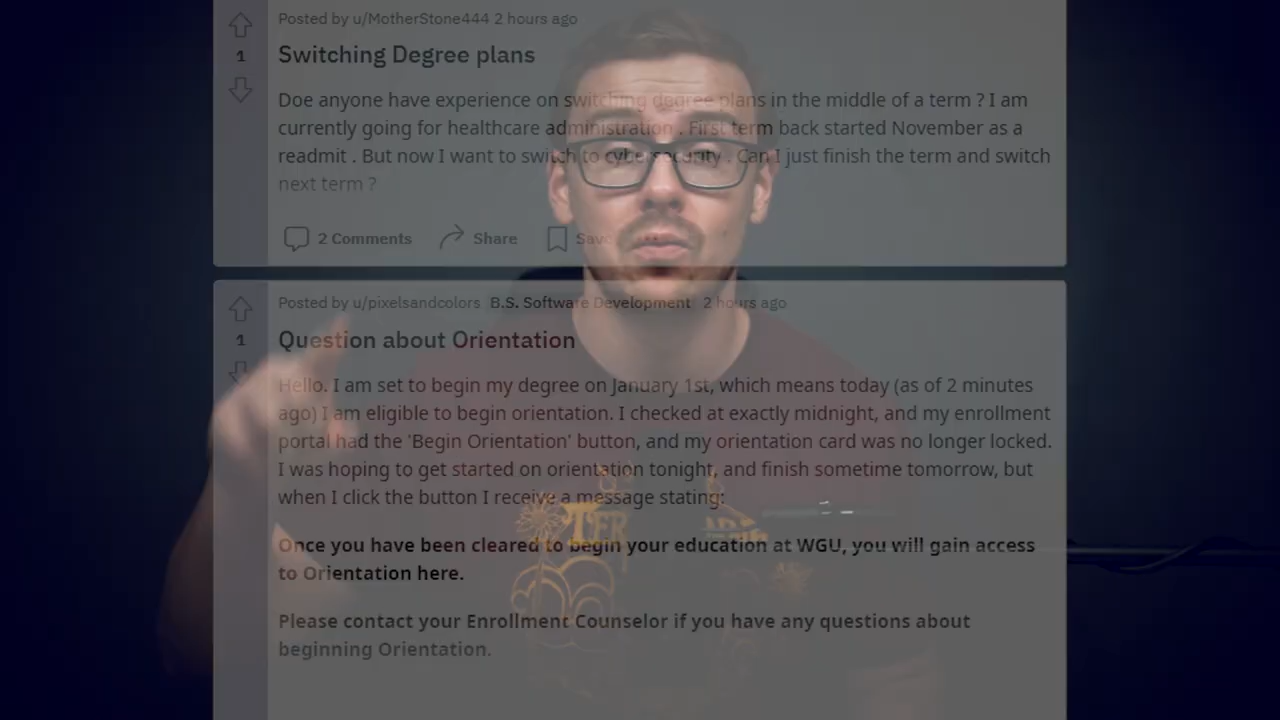 Posted by u/MotherStone444 2 hours ago
1
Switching Degree plans
Doe anyone have experience on switching degree plans in the middle of a term ? I am
currently going for healthcare administration . First term back started November as a
readmit . But now I want to switch to cybersecurity . Can I just finish the term and switch
next term ?
2 Comments Share Save
Posted by u/pixelsandcolors B.S. Software Development 2 hours ago
1
Question about Orientation
Hello. I am set to begin my degree on January 1st, which means today (as of 2 minutes
ago) I am eligible to begin orientation. I checked at exactly midnight, and my enrollment
portal had the 'Begin Orientation' button, and my orientation card was no longer locked.
I was hoping to get started on orientation tonight, and finish sometime tomorrow, but
when I click the button I receive a message stating:
Once you have been cleared to begin your education at WGU, you will gain access
to Orientation here.
Please contact your Enrollment Counselor if you have any questions about
beginning Orientation.